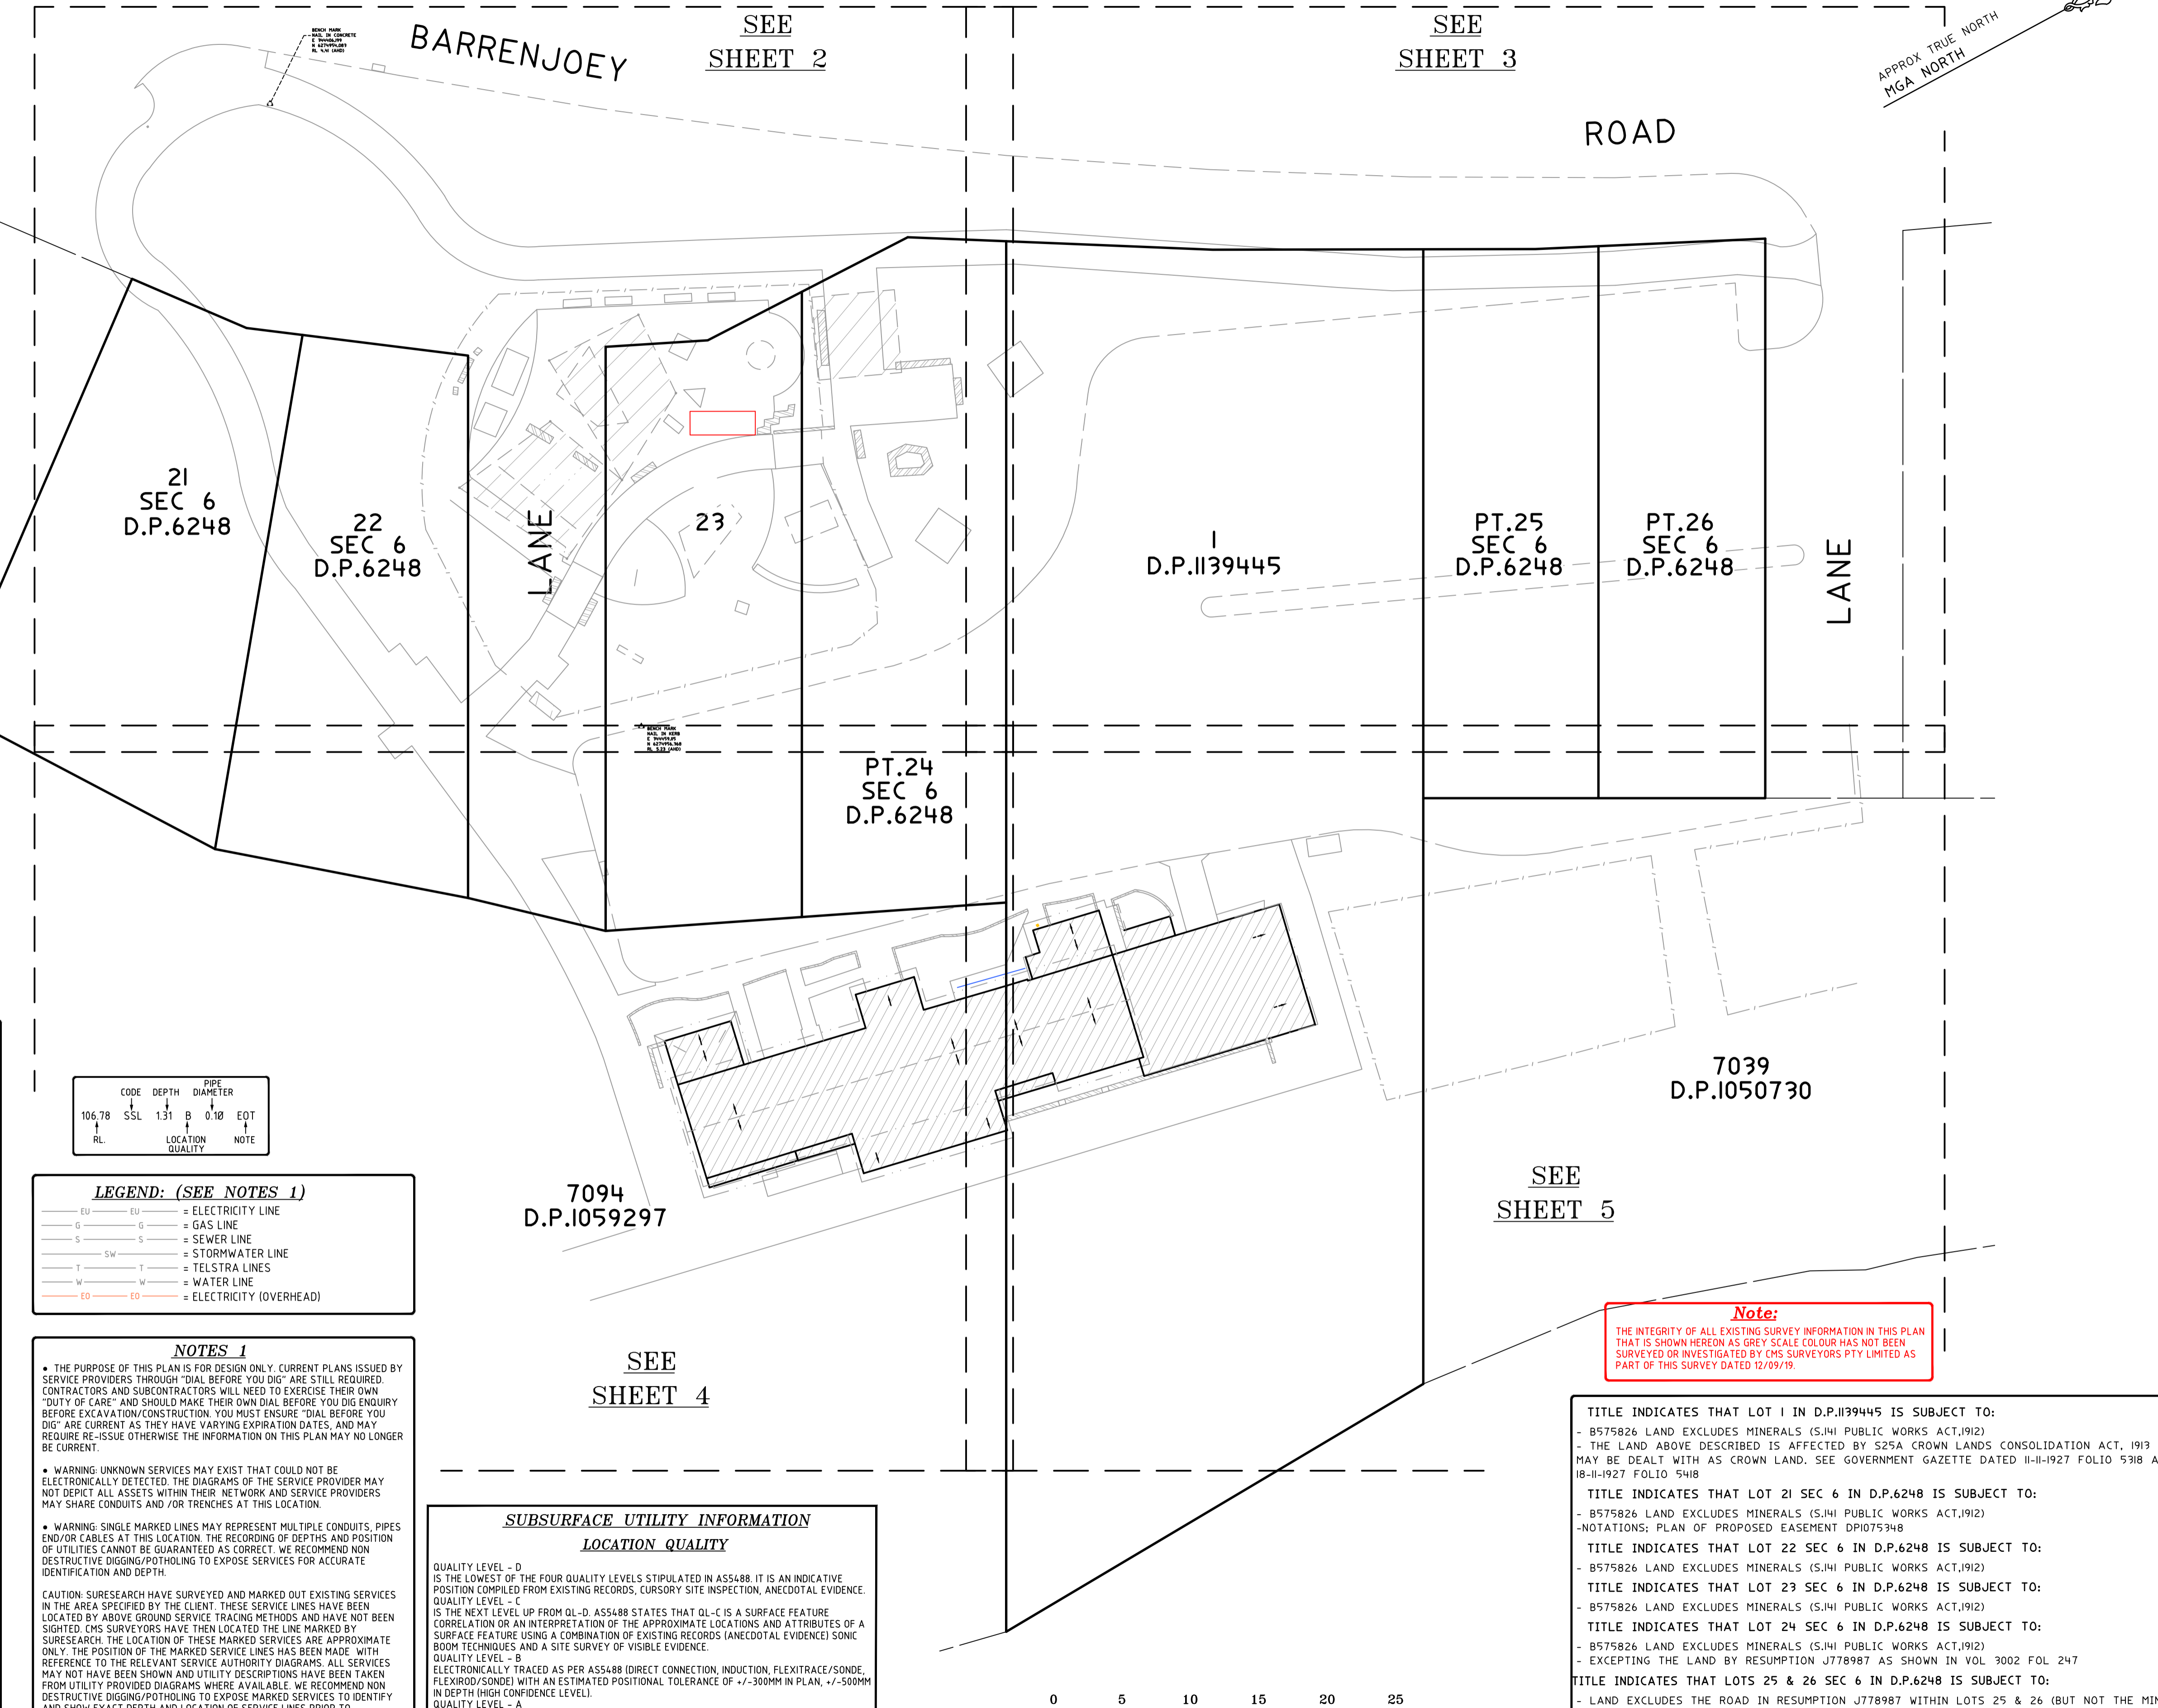 SEE
SHEET 2
SEE
SHEET 3
BENCH MARK
NAIL IN CONCRETE
RL 4.41 (AHD)
BARRENJOEY
ROAD
APPROX TRUE NORTH
MGA NORTH
21
SEC 6
D.P.6248
22
SEC 6
D.P.6248
LANE
23
1
D.P.1139445
PT.25
SEC 6
D.P.6248
PT.26
SEC 6
D.P.6248
LANE
BENCH MARK
NAIL IN KERB
RL 5.23 (AHD)
PT.24
SEC 6
D.P.6248
7039
D.P.1050730
7094
D.P.1059297
SEE
SHEET 5
SEE
SHEET 4
PIPE
CODE DEPTH DIAMETER
106.78 SSL 1.31 B 0.10 EOT
RL. LOCATION NOTE
QUALITY
LEGEND: (SEE NOTES 1)
EU EU = ELECTRICITY LINE
G G = GAS LINE
S S = SEWER LINE
SW = STORMWATER LINE
T T = TELSTRA LINES
W W = WATER LINE
EO EO = ELECTRICITY (OVERHEAD)
NOTES 1
• THE PURPOSE OF THIS PLAN IS FOR DESIGN ONLY. CURRENT PLANS ISSUED BY
SERVICE PROVIDERS THROUGH "DIAL BEFORE YOU DIG" ARE STILL REQUIRED.
CONTRACTORS AND SUBCONTRACTORS WILL NEED TO EXERCISE THEIR OWN
"DUTY OF CARE" AND SHOULD MAKE THEIR OWN DIAL BEFORE YOU DIG ENQUIRY
BEFORE EXCAVATION/CONSTRUCTION. YOU MUST ENSURE "DIAL BEFORE YOU
DIG" ARE CURRENT AS THEY HAVE VARYING EXPIRATION DATES, AND MAY
REQUIRE RE-ISSUE OTHERWISE THE INFORMATION ON THIS PLAN MAY NO LONGER
BE CURRENT.
• WARNING: UNKNOWN SERVICES MAY EXIST THAT COULD NOT BE
ELECTRONICALLY DETECTED. THE DIAGRAMS OF THE SERVICE PROVIDER MAY
NOT DEPICT ALL ASSETS WITHIN THEIR NETWORK AND SERVICE PROVIDERS
MAY SHARE CONDUITS AND /OR TRENCHES AT THIS LOCATION.
• WARNING: SINGLE MARKED LINES MAY REPRESENT MULTIPLE CONDUITS, PIPES
END/OR CABLES AT THIS LOCATION. THE RECORDING OF DEPTHS AND POSITION
OF UTILITIES CANNOT BE GUARANTEED AS CORRECT. WE RECOMMEND NON
DESTRUCTIVE DIGGING/POTHOLING TO EXPOSE SERVICES FOR ACCURATE
IDENTIFICATION AND DEPTH.
CAUTION: SURESEARCH HAVE SURVEYED AND MARKED OUT EXISTING SERVICES
IN THE AREA SPECIFIED BY THE CLIENT. THESE SERVICE LINES HAVE BEEN
LOCATED BY ABOVE GROUND SERVICE TRACING METHODS AND HAVE NOT BEEN
SIGHTED. CMS SURVEYORS HAVE THEN LOCATED THE LINE MARKED BY
SURESEARCH. THE LOCATION OF THESE MARKED SERVICES ARE APPROXIMATE
ONLY. THE POSITION OF THE MARKED SERVICE LINES HAS BEEN MADE WITH
REFERENCE TO THE RELEVANT SERVICE AUTHORITY DIAGRAMS. ALL SERVICES
MAY NOT HAVE BEEN SHOWN AND UTILITY DESCRIPTIONS HAVE BEEN TAKEN
FROM UTILITY PROVIDED DIAGRAMS WHERE AVAILABLE. WE RECOMMEND NON
DESTRUCTIVE DIGGING/POTHOLING TO EXPOSE MARKED SERVICES TO IDENTIFY
AND SHOW EXACT DEPTH AND LOCATION OF SERVICE LINES PRIOR TO
SUBSURFACE UTILITY INFORMATION
LOCATION QUALITY
QUALITY LEVEL - D
IS THE LOWEST OF THE FOUR QUALITY LEVELS STIPULATED IN AS5488. IT IS AN INDICATIVE
POSITION COMPILED FROM EXISTING RECORDS, CURSORY SITE INSPECTION, ANECDOTAL EVIDENCE.
QUALITY LEVEL - C
IS THE NEXT LEVEL UP FROM QL-D. AS5488 STATES THAT QL-C IS A SURFACE FEATURE
CORRELATION OR AN INTERPRETATION OF THE APPROXIMATE LOCATIONS AND ATTRIBUTES OF A
SURFACE FEATURE USING A COMBINATION OF EXISTING RECORDS (ANECDOTAL EVIDENCE) SONIC
BOOM TECHNIQUES AND A SITE SURVEY OF VISIBLE EVIDENCE.
QUALITY LEVEL - B
ELECTRONICALLY TRACED AS PER AS5488 (DIRECT CONNECTION, INDUCTION, FLEXITRACE/SONDE,
FLEXIROD/SONDE) WITH AN ESTIMATED POSITIONAL TOLERANCE OF +/-300MM IN PLAN, +/-500MM
IN DEPTH (HIGH CONFIDENCE LEVEL).
QUALITY LEVEL - A
0 5 10 15 20 25
Note:
THE INTEGRITY OF ALL EXISTING SURVEY INFORMATION IN THIS PLAN
THAT IS SHOWN HEREON AS GREY SCALE COLOUR HAS NOT BEEN
SURVEYED OR INVESTIGATED BY CMS SURVEYORS PTY LIMITED AS
PART OF THIS SURVEY DATED 12/09/19.
TITLE INDICATES THAT LOT 1 IN D.P.1139445 IS SUBJECT TO:
- B575826 LAND EXCLUDES MINERALS (S.141 PUBLIC WORKS ACT,1912)
- THE LAND ABOVE DESCRIBED IS AFFECTED BY S25A CROWN LANDS CONSOLIDATION ACT, 1913
MAY BE DEALT WITH AS CROWN LAND. SEE GOVERNMENT GAZETTE DATED 11-11-1927 FOLIO 5318 A
18-11-1927 FOLIO 5418
TITLE INDICATES THAT LOT 21 SEC 6 IN D.P.6248 IS SUBJECT TO:
- B575826 LAND EXCLUDES MINERALS (S.141 PUBLIC WORKS ACT,1912)
-NOTATIONS; PLAN OF PROPOSED EASEMENT DP1075348
TITLE INDICATES THAT LOT 22 SEC 6 IN D.P.6248 IS SUBJECT TO:
- B575826 LAND EXCLUDES MINERALS (S.141 PUBLIC WORKS ACT,1912)
TITLE INDICATES THAT LOT 23 SEC 6 IN D.P.6248 IS SUBJECT TO:
- B575826 LAND EXCLUDES MINERALS (S.141 PUBLIC WORKS ACT,1912)
TITLE INDICATES THAT LOT 24 SEC 6 IN D.P.6248 IS SUBJECT TO:
- B575826 LAND EXCLUDES MINERALS (S.141 PUBLIC WORKS ACT,1912)
- EXCEPTING THE LAND BY RESUMPTION J778987 AS SHOWN IN VOL 3002 FOL 247
TITLE INDICATES THAT LOTS 25 & 26 SEC 6 IN D.P.6248 IS SUBJECT TO:
- LAND EXCLUDES THE ROAD IN RESUMPTION J778987 WITHIN LOTS 25 & 26 (BUT NOT THE MIN